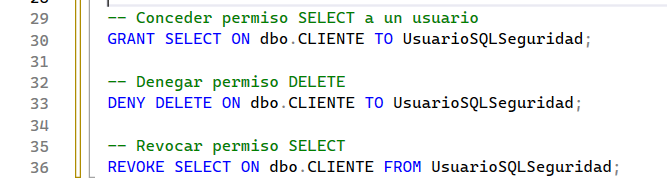 29 -- Conceder permiso SELECT a un usuario
30 GRANT SELECT ON dbo.CLIENTE TO UsuarioSQLSeguridad;
31
32 -- Denegar permiso DELETE
33 DENY DELETE ON dbo.CLIENTE TO UsuarioSQLSeguridad;
34
35 -- Revocar permiso SELECT
36 REVOKE SELECT ON dbo.CLIENTE FROM UsuarioSQLSeguridad;